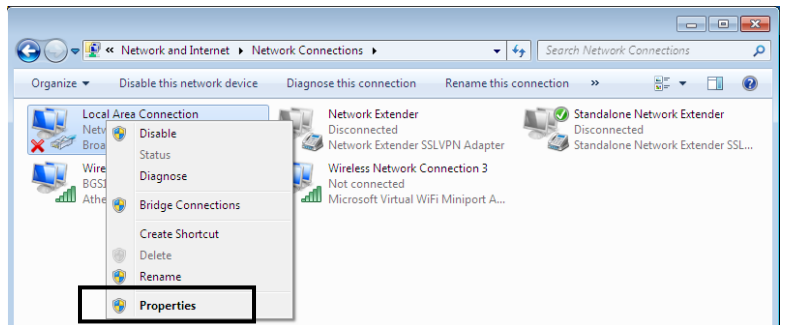 « Network and Internet ▸ Network Connections ▸
Search Network Connections
Organize ▾ Disable this network device Diagnose this connection Rename this connection »
Local Area Connection
Netw
Broa
Network Extender
Disconnected
Network Extender SSLVPN Adapter
Standalone Network Extender
Disconnected
Standalone Network Extender SSL...
Wire
BGS1
Athe
Wireless Network Connection 3
Not connected
Microsoft Virtual WiFi Miniport A...
Disable
Status
Diagnose
Bridge Connections
Create Shortcut
Delete
Rename
Properties